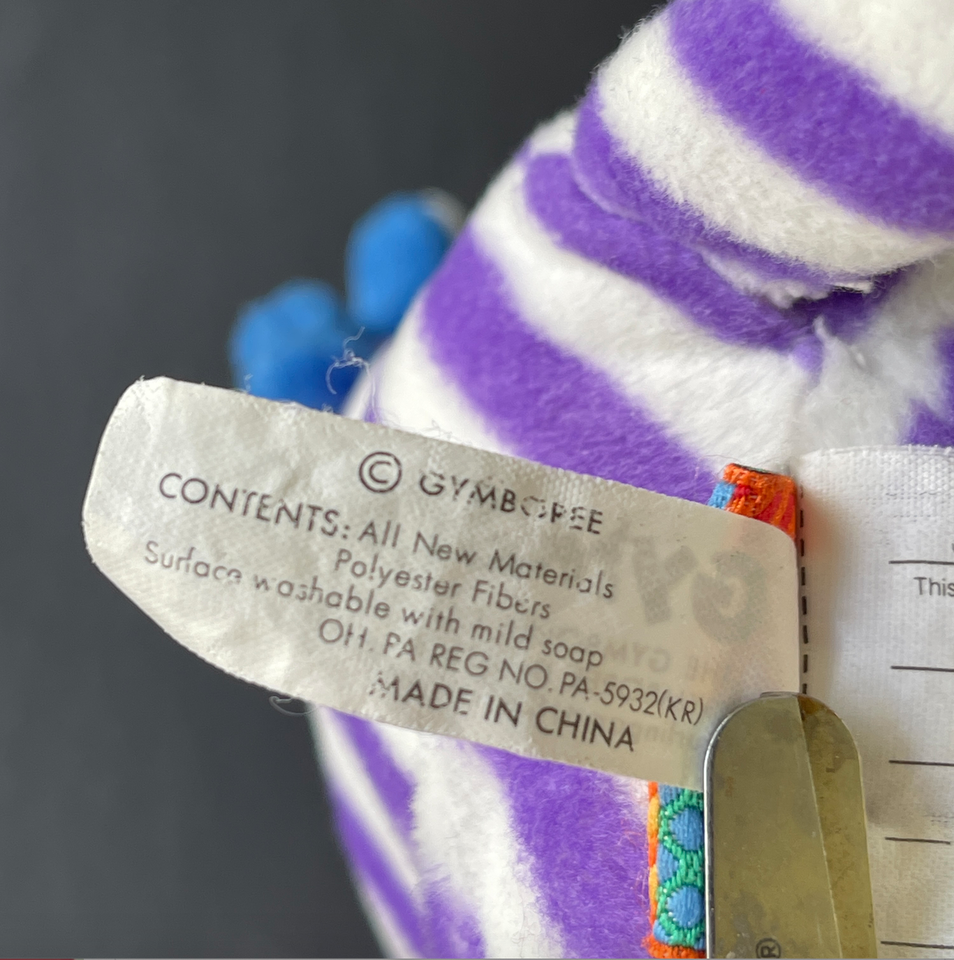 © GYMBOREE
CONTENTS: All New Materials
Polyester Fibers
Surface washable with mild soap
OH. PA REG NO. PA-5932(KR)
MADE IN CHINA
This
®